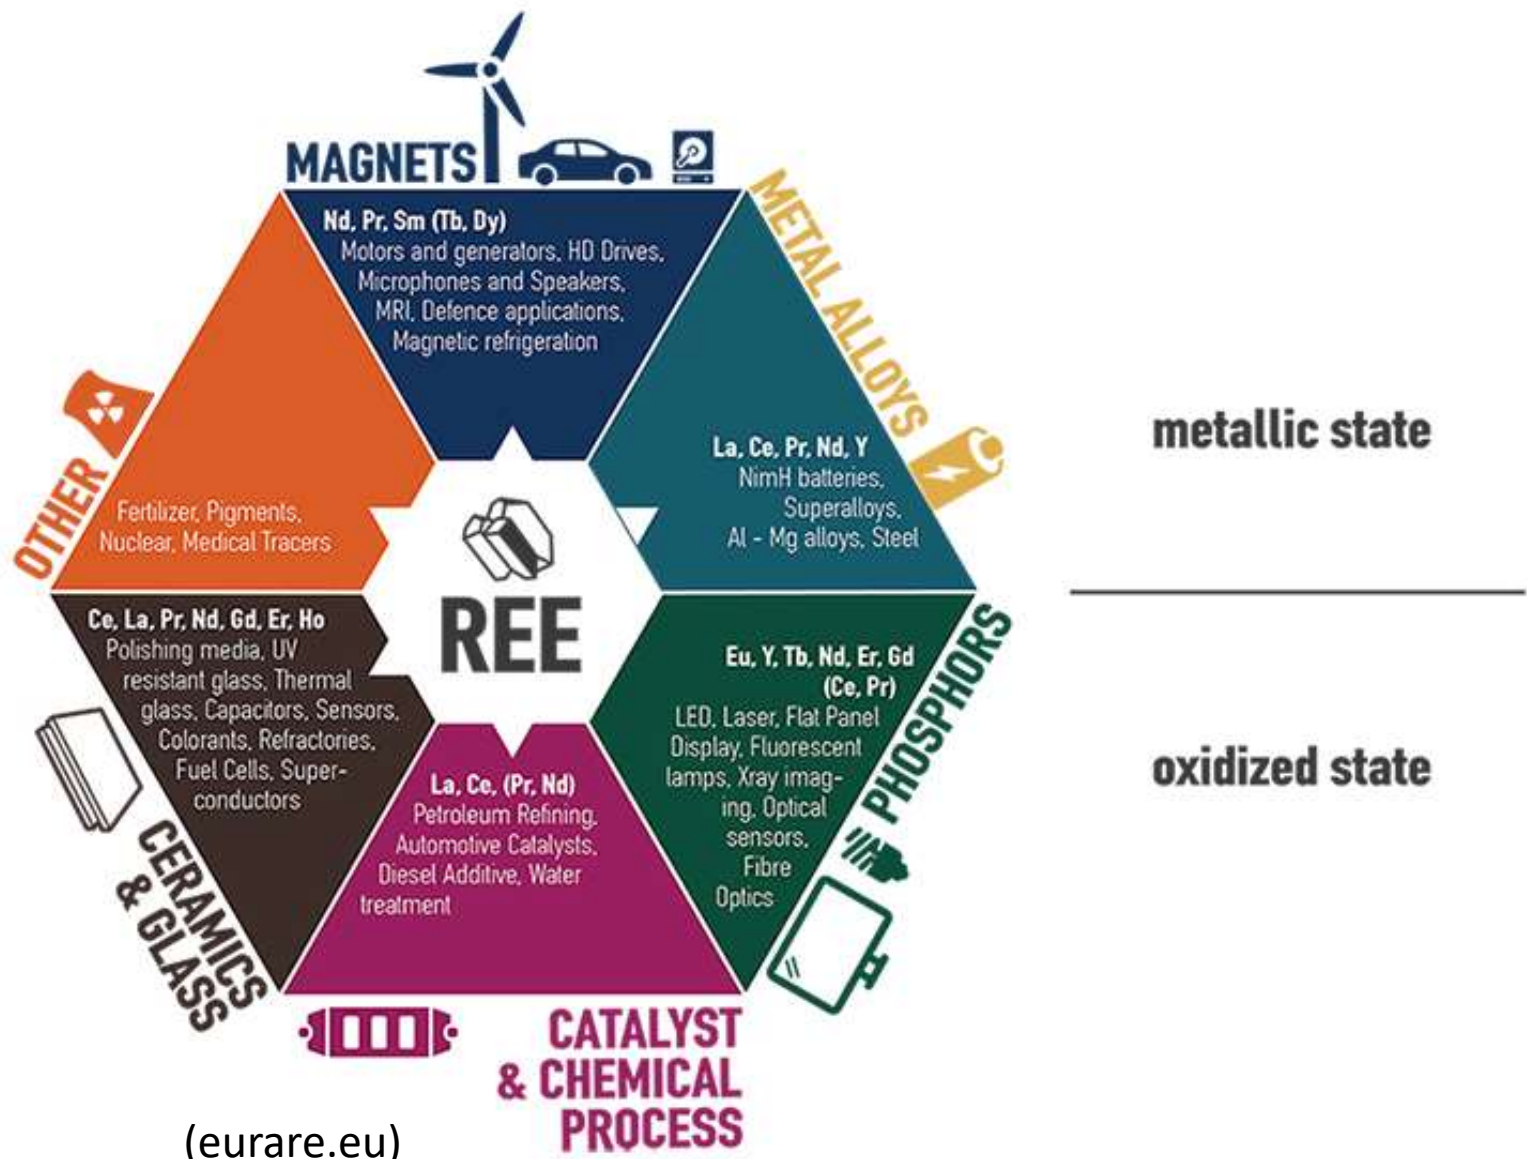 MAGNETS
Nd, Pr, Sm (Tb, Dy)
Motors and generators, HD Drives,
Microphones and Speakers,
MRI, Defence applications,
Magnetic refrigeration
METAL ALLOYS
La, Ce, Pr, Nd, Y
NimH batteries,
Superalloys,
Al - Mg alloys, Steel
metallic state
OTHER
Fertilizer, Pigments,
Nuclear, Medical Tracers
REE
Ce, La, Pr, Nd, Gd, Er, Ho
Polishing media, UV
resistant glass, Thermal
glass, Capacitors, Sensors,
Colorants, Refractories,
Fuel Cells, Super-
conductors
CERAMICS
& GLASS
La, Ce, (Pr, Nd)
Petroleum Refining,
Automotive Catalysts,
Diesel Additive, Water
treatment
CATALYST
& CHEMICAL
PROCESS
Eu, Y, Tb, Nd, Er, Gd
(Ce, Pr)
LED, Laser, Flat Panel
Display, Fluorescent
lamps, Xray imag-
ing, Optical
sensors,
Fibre
Optics
PHOSPHORS
oxidized state
(eurare.eu)